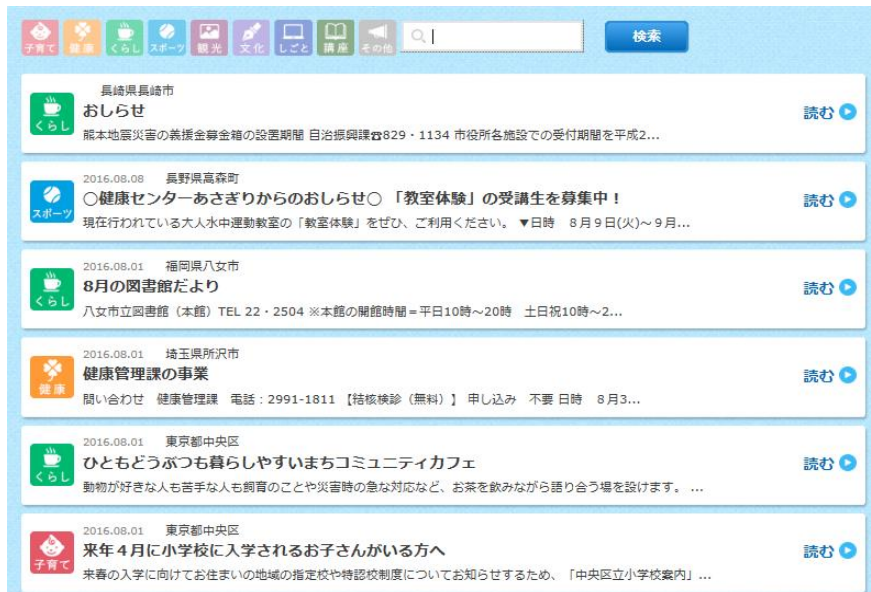 子育て 健康 くらし スポーツ 観光 文化 しごと 講座 その他 検索
長崎県長崎市
くらし
おしらせ
読む
熊本地震災害の義援金募金箱の設置期間 自治振興課☎829・1134 市役所各施設での受付期間を平成2...
2016.08.08 長野県高森町
スポーツ
○健康センターあさぎりからのおしらせ○ 「教室体験」の受講生を募集中！
読む
現在行われている大人水中運動教室の「教室体験」をぜひ、ご利用ください。 ▼日時 8月9日(火)～9月...
2016.08.01 福岡県八女市
くらし
8月の図書館だより
読む
八女市立図書館（本館）TEL 22・2504 ※本館の開館時間＝平日10時～20時 土日祝10時～2...
2016.08.01 埼玉県所沢市
健康
健康管理課の事業
読む
問い合わせ 健康管理課 電話：2991-1811 【結核検診（無料）】 申し込み 不要 日時 8月3...
2016.08.01 東京都中央区
くらし
ひともどうぶつも暮らしやすいまちコミュニティカフェ
読む
動物が好きな人も苦手な人も飼育のことや災害時の急な対応など、お茶を飲みながら語り合う場を設けます。 ...
2016.08.01 東京都中央区
子育て
来年４月に小学校に入学されるお子さんがいる方へ
読む
来春の入学に向けてお住まいの地域の指定校や特認校制度についてお知らせするため、「中央区立小学校案内」...